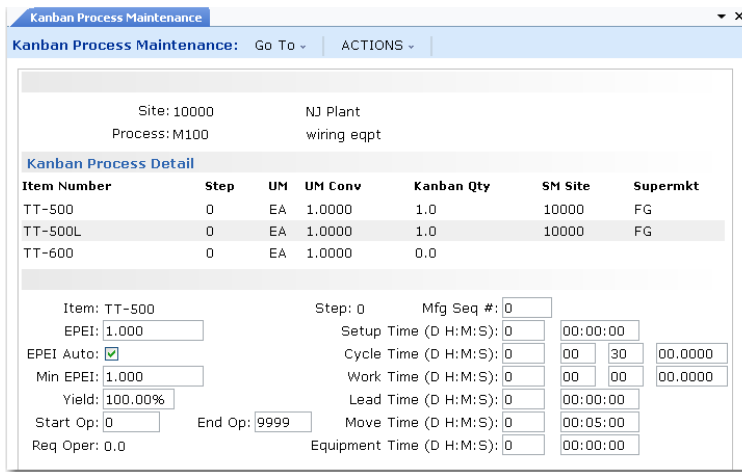 Kanban Process Maintenance
Kanban Process Maintenance: Go To ACTIONS
Site: 10000 NJ Plant
Process: M100 wiring eqpt
Kanban Process Detail
Item Number Step UM UM Conv Kanban Qty SM Site Supermkt
TT-500 0 EA 1.0000 1.0 10000 FG
TT-500L 0 EA 1.0000 1.0 10000 FG
TT-600 0 EA 1.0000 0.0
Item: TT-500 Step: 0 Mfg Seq #: 0
EPEI: 1.000 Setup Time (D H:M:S): 0 00:00:00
EPEI Auto: Cycle Time (D H:M:S): 0 00 30 00.0000
Min EPEI: 1.000 Work Time (D H:M:S): 0 00 00 00.0000
Yield: 100.00% Lead Time (D H:M:S): 0 00:00:00
Start Op: 0 End Op: 9999 Move Time (D H:M:S): 0 00:05:00
Req Oper: 0.0 Equipment Time (D H:M:S): 0 00:00:00